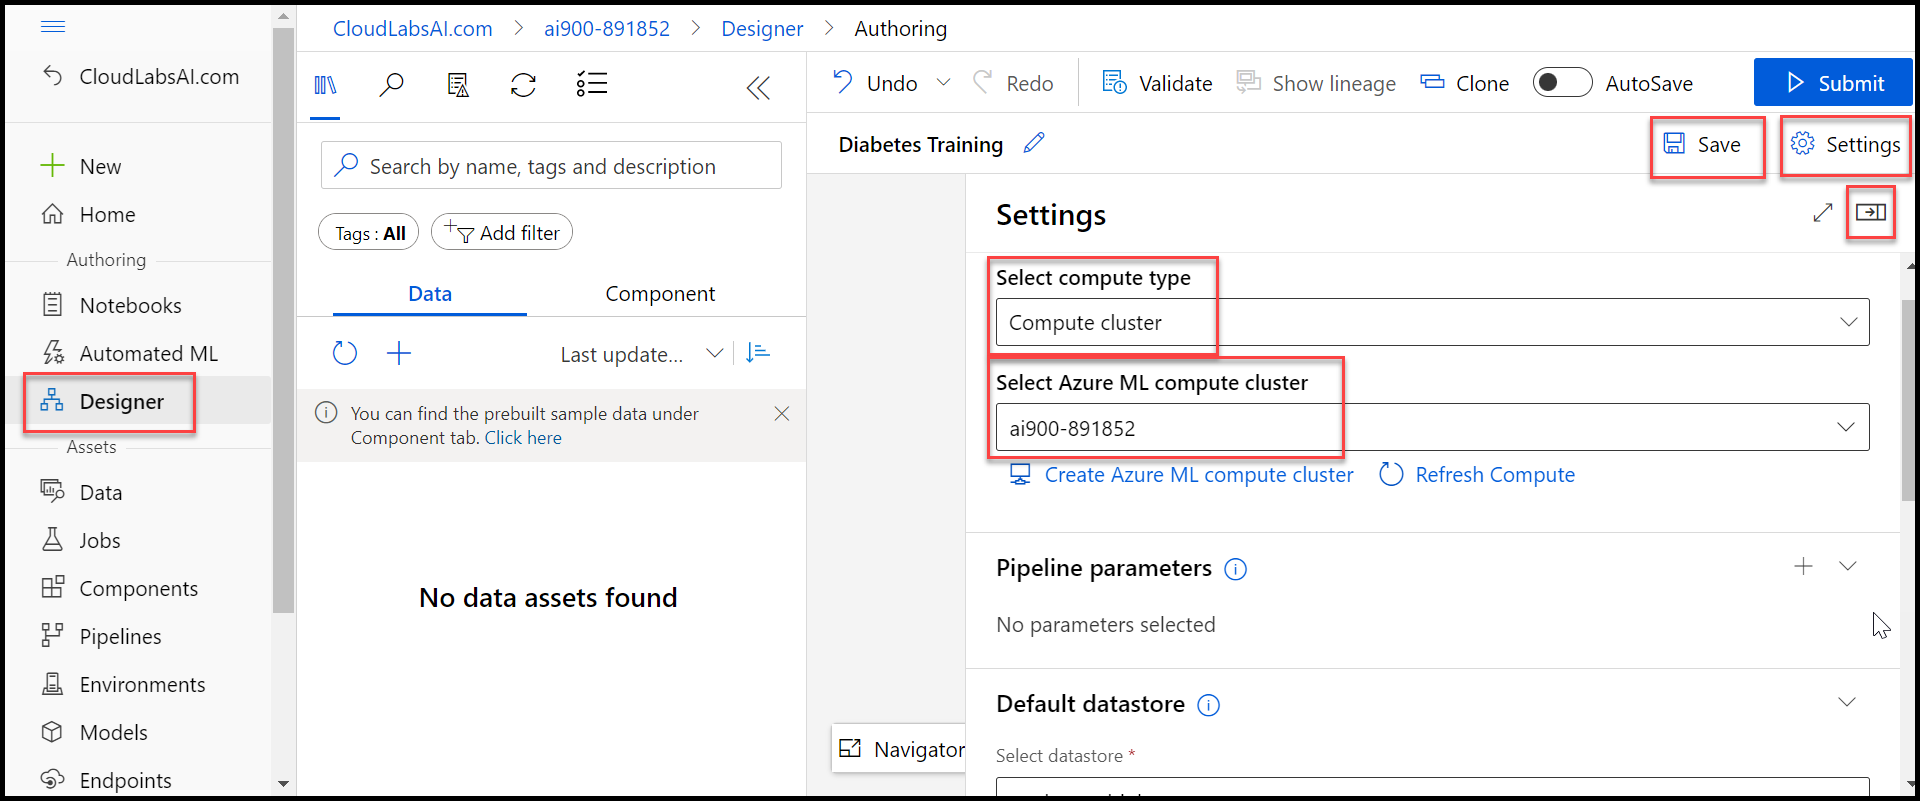 CloudLabsAI.com
New
Home
Authoring
Notebooks
Automated ML
Designer
Assets
Data
Jobs
Components
Pipelines
Environments
Models
Endpoints
CloudLabsAI.com > ai900-891852 > Designer > Authoring
Search by name, tags and description
Tags : All
Add filter
Data Component
Last update...
You can find the prebuilt sample data under
Component tab. Click here
No data assets found
Undo Redo Validate Show lineage Clone AutoSave Submit
Diabetes Training
Save Settings
Settings
Select compute type
Compute cluster
Select Azure ML compute cluster
ai900-891852
Create Azure ML compute cluster Refresh Compute
Pipeline parameters
No parameters selected
Default datastore
Select datastore *
Navigator